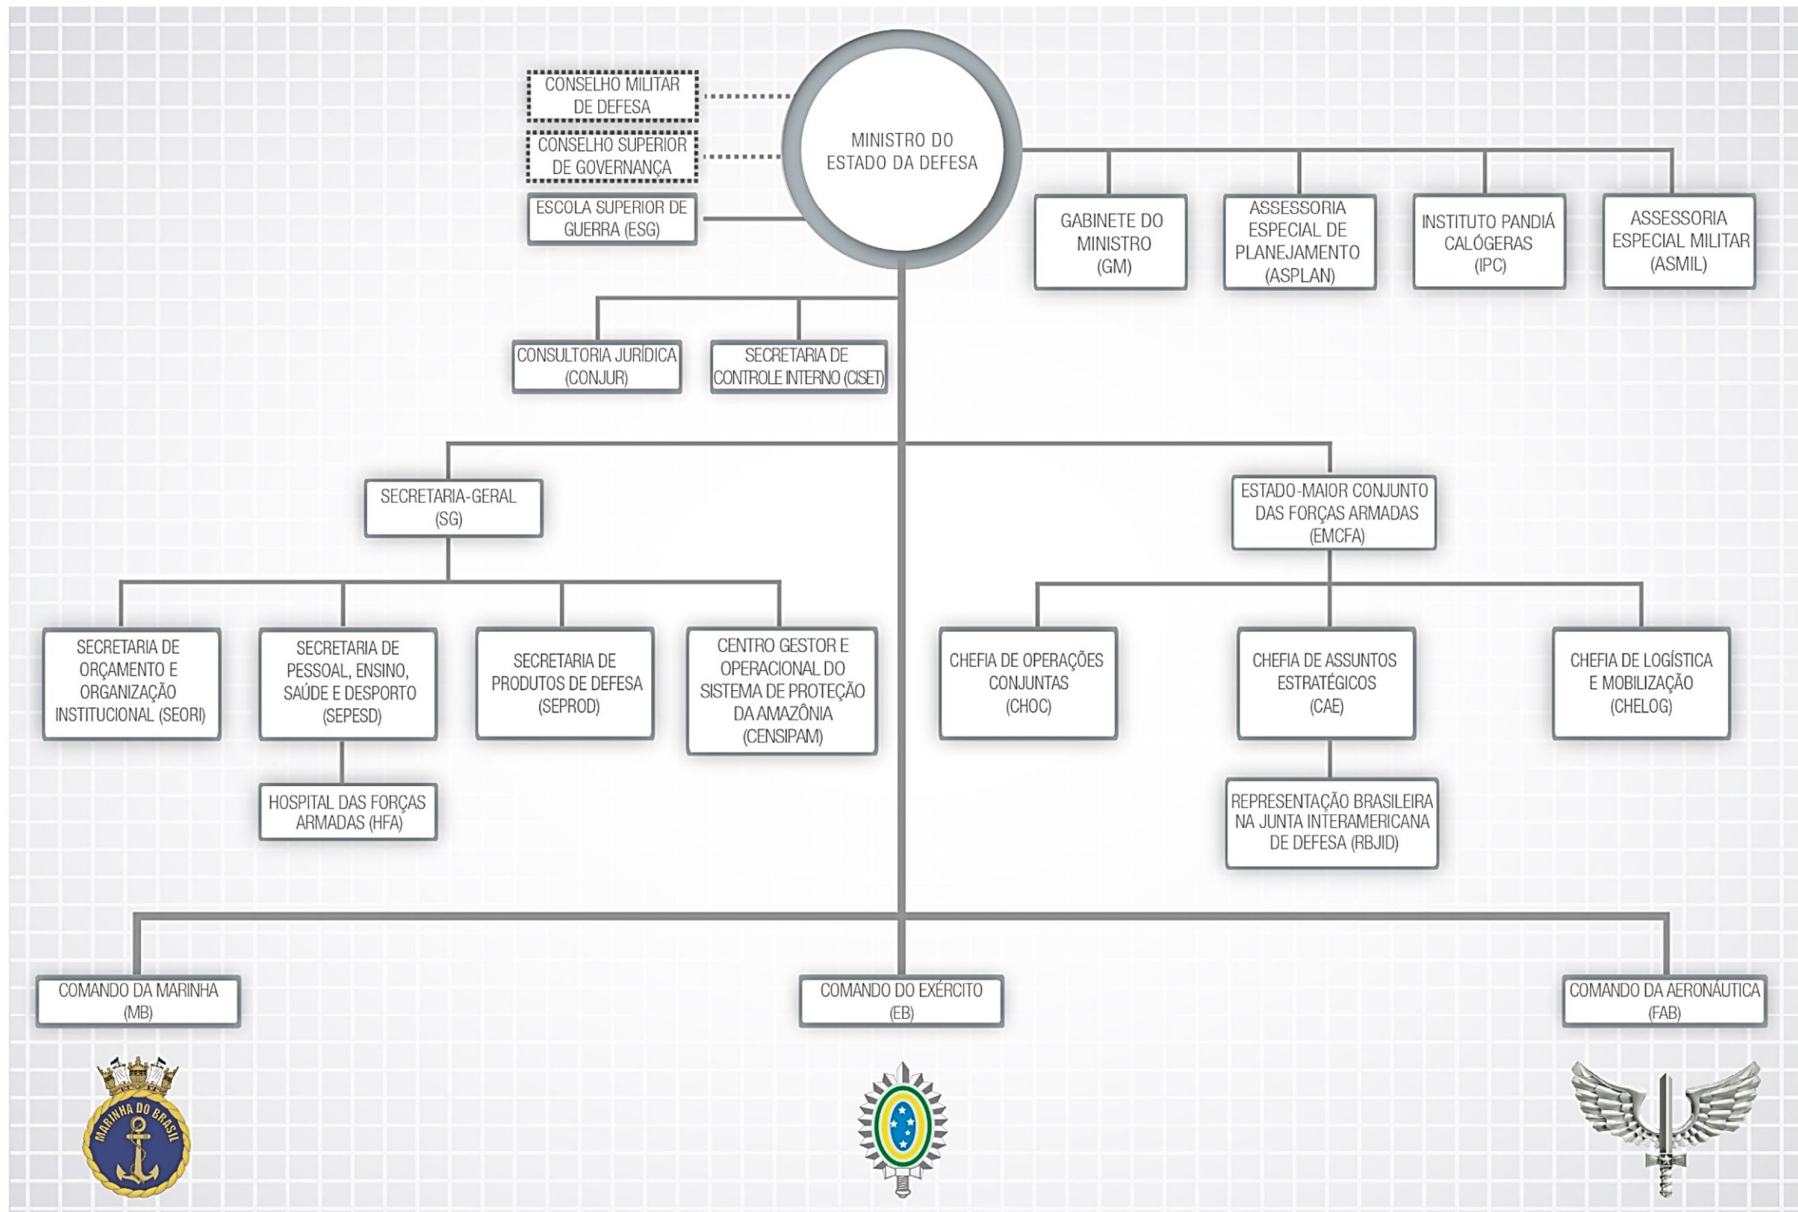 CONSELHO MILITAR
DE DEFESA
CONSELHO SUPERIOR
DE GOVERNANÇA
ESCOLA SUPERIOR DE
GUERRA (ESG)
MINISTRO DO
ESTADO DA DEFESA
GABINETE DO
MINISTRO
(GM)
ASSESSORIA
ESPECIAL DE
PLANEJAMENTO
(ASPLAN)
INSTITUTO PANDIÁ
CALÓGERAS
(IPC)
ASSESSORIA
ESPECIAL MILITAR
(ASMIL)
CONSULTORIA JURÍDICA
(CONJUR)
SECRETARIA DE
CONTROLE INTERNO (CISET)
SECRETARIA-GERAL
(SG)
ESTADO-MAIOR CONJUNTO
DAS FORÇAS ARMADAS
(EMCFA)
SECRETARIA DE
ORÇAMENTO E
ORGANIZAÇÃO
INSTITUCIONAL (SEORI)
SECRETARIA DE
PESSOAL, ENSINO,
SAÚDE E DESPORTO
(SEPESD)
SECRETARIA DE
PRODUTOS DE DEFESA
(SEPROD)
CENTRO GESTOR E
OPERACIONAL DO
SISTEMA DE PROTEÇÃO
DA AMAZÔNIA
(CENSIPAM)
CHEFIA DE OPERAÇÕES
CONJUNTAS
(CHOC)
CHEFIA DE ASSUNTOS
ESTRATÉGICOS
(CAE)
CHEFIA DE LOGÍSTICA
E MOBILIZAÇÃO
(CHELOG)
HOSPITAL DAS FORÇAS
ARMADAS (HFA)
REPRESENTAÇÃO BRASILEIRA
NA JUNTA INTERAMERICANA
DE DEFESA (RBJID)
COMANDO DA MARINHA
(MB)
COMANDO DO EXÉRCITO
(EB)
COMANDO DA AERONÁUTICA
(FAB)
MARINHA DO BRASIL